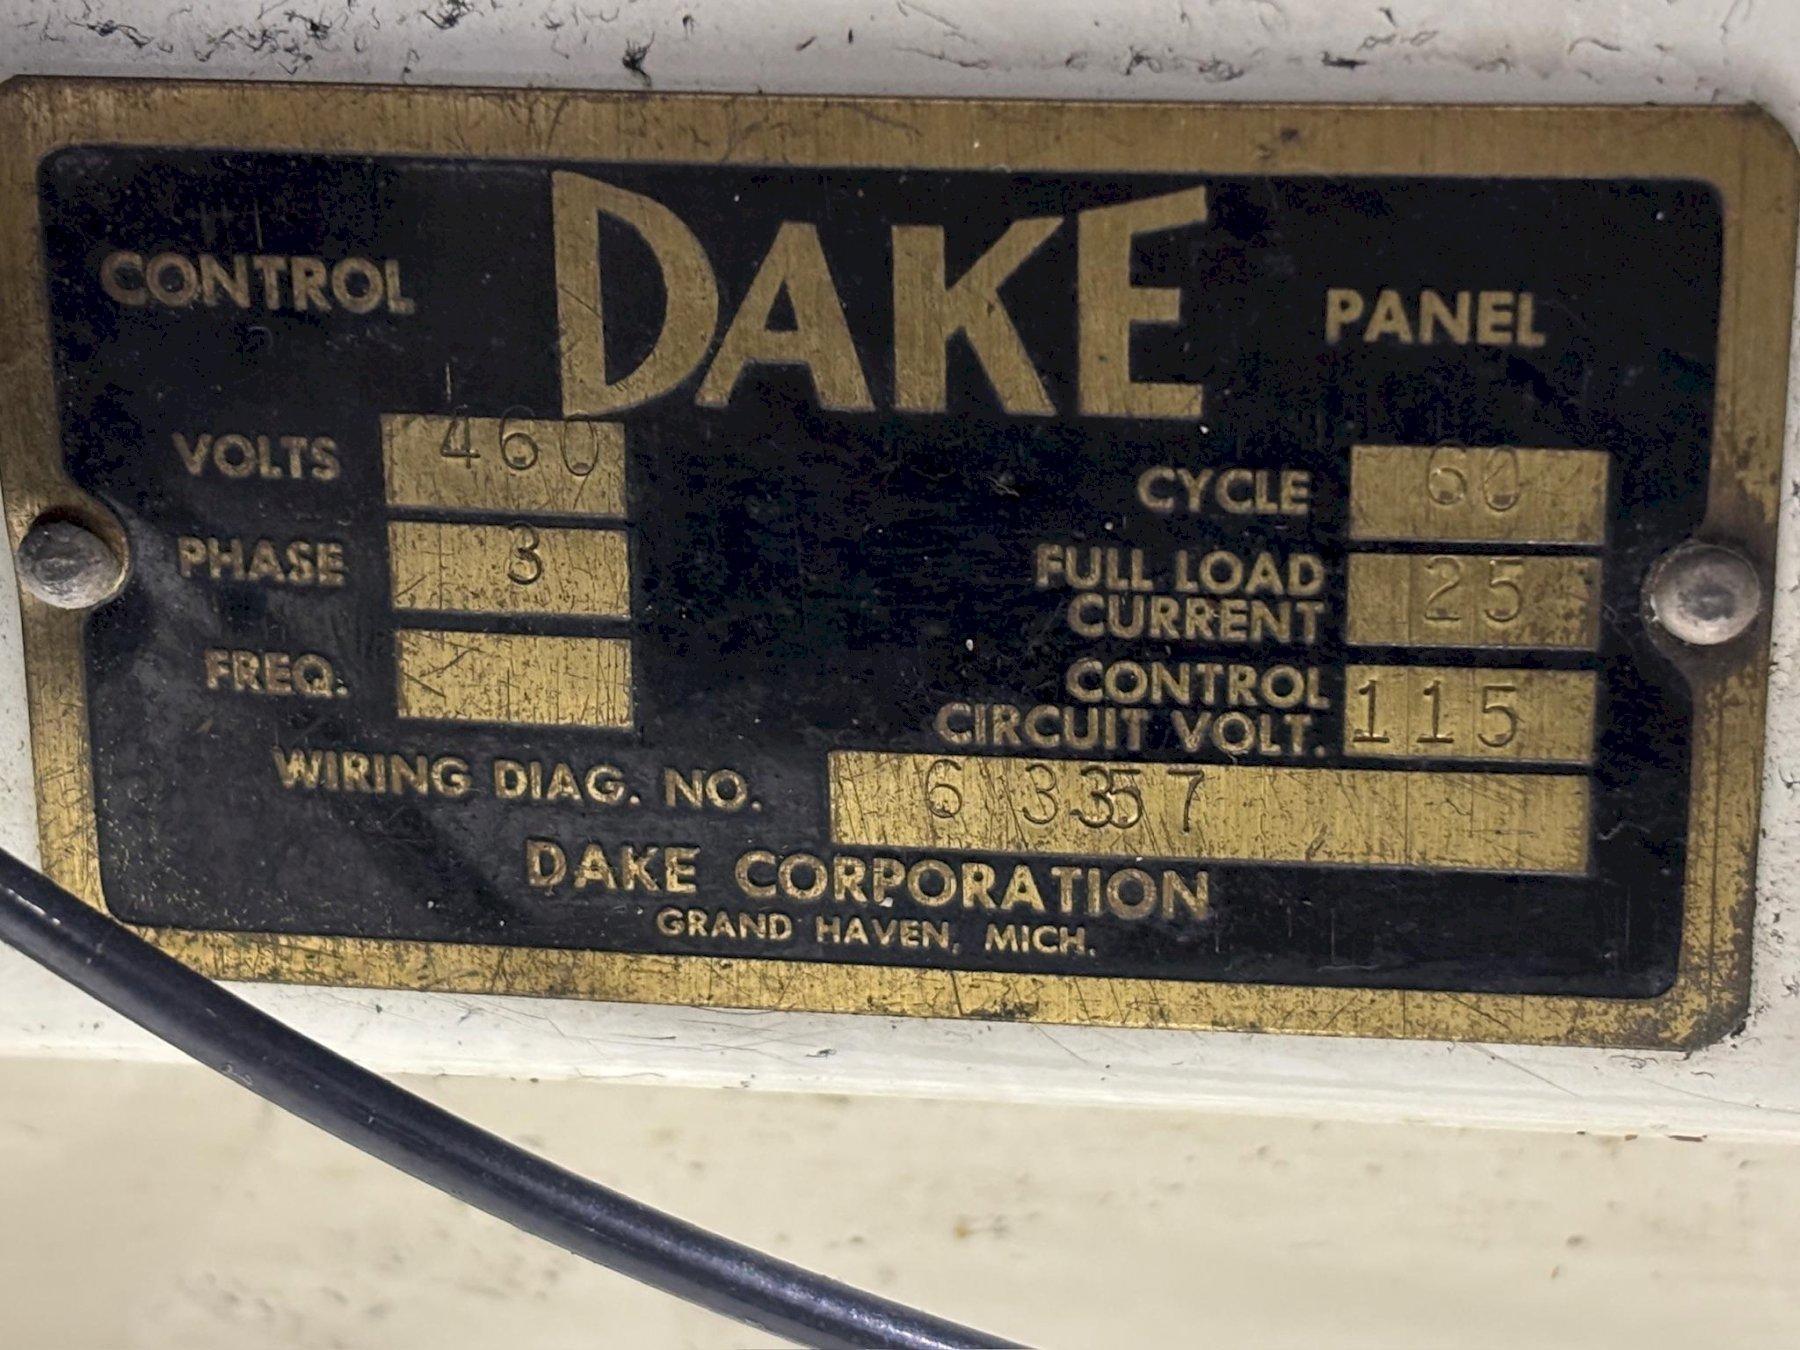 CONTROL DAKE PANEL
VOLTS 460
CYCLE 60
PHASE 3
FULL LOAD CURRENT 25
FREQ.
CONTROL CIRCUIT VOLT. 115
WIRING DIAG. NO. 63357
DAKE CORPORATION
GRAND HAVEN, MICH.